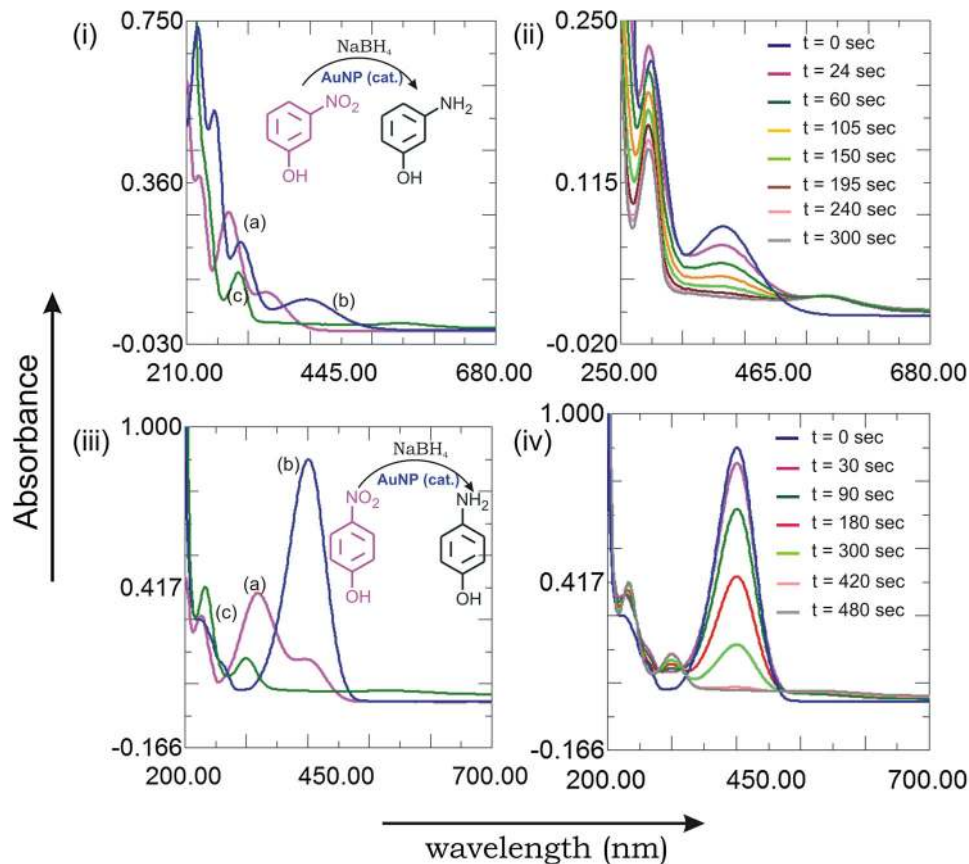 (i)
0.750
0.360
-0.030
210.00 445.00 680.00
NaBH4
AuNP (cat.)
NO2
OH
NH2
OH
(a)
(b)
(c)
(ii)
0.250
0.115
-0.020
250.00 465.00 680.00
t = 0 sec
t = 24 sec
t = 60 sec
t = 105 sec
t = 150 sec
t = 195 sec
t = 240 sec
t = 300 sec
(iii)
1.000
0.417
-0.166
200.00 450.00 700.00
NaBH4
AuNP (cat.)
NO2
OH
NH2
OH
(b)
(a)
(c)
(iv)
1.000
0.417
-0.166
200.00 450.00 700.00
t = 0 sec
t = 30 sec
t = 90 sec
t = 180 sec
t = 300 sec
t = 420 sec
t = 480 sec
Absorbance
wavelength (nm)